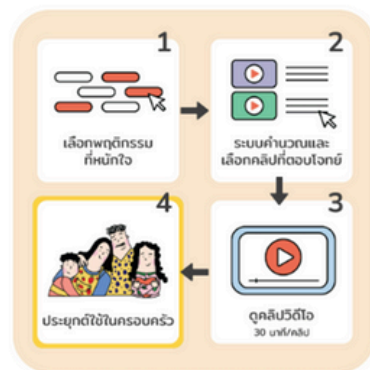 1
เลือกพฤติกรรม
ที่หนักใจ
2
ระบบคำนวณและ
เลือกคลิปที่ตอบโจทย์
3
ดูคลิปวิดีโอ
30 นาที/คลิป
4
ประยุกต์ใช้ในครอบครัว